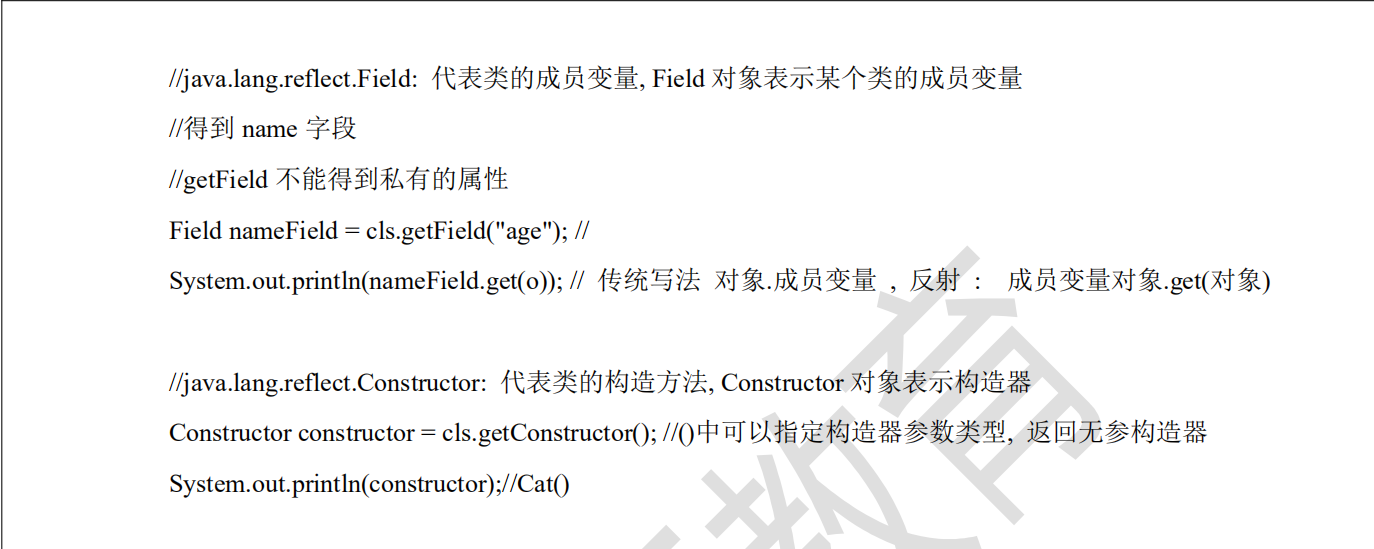 //java.lang.reflect.Field: 代表类的成员变量, Field 对象表示某个类的成员变量
//得到 name 字段
//getField 不能得到私有的属性
Field nameField = cls.getField("age"); //
System.out.println(nameField.get(o)); // 传统写法 对象.成员变量 , 反射 : 成员变量对象.get(对象)
//java.lang.reflect.Constructor: 代表类的构造方法, Constructor 对象表示构造器
Constructor constructor = cls.getConstructor(); //()中可以指定构造器参数类型, 返回无参构造器
System.out.println(constructor);//Cat()
教育